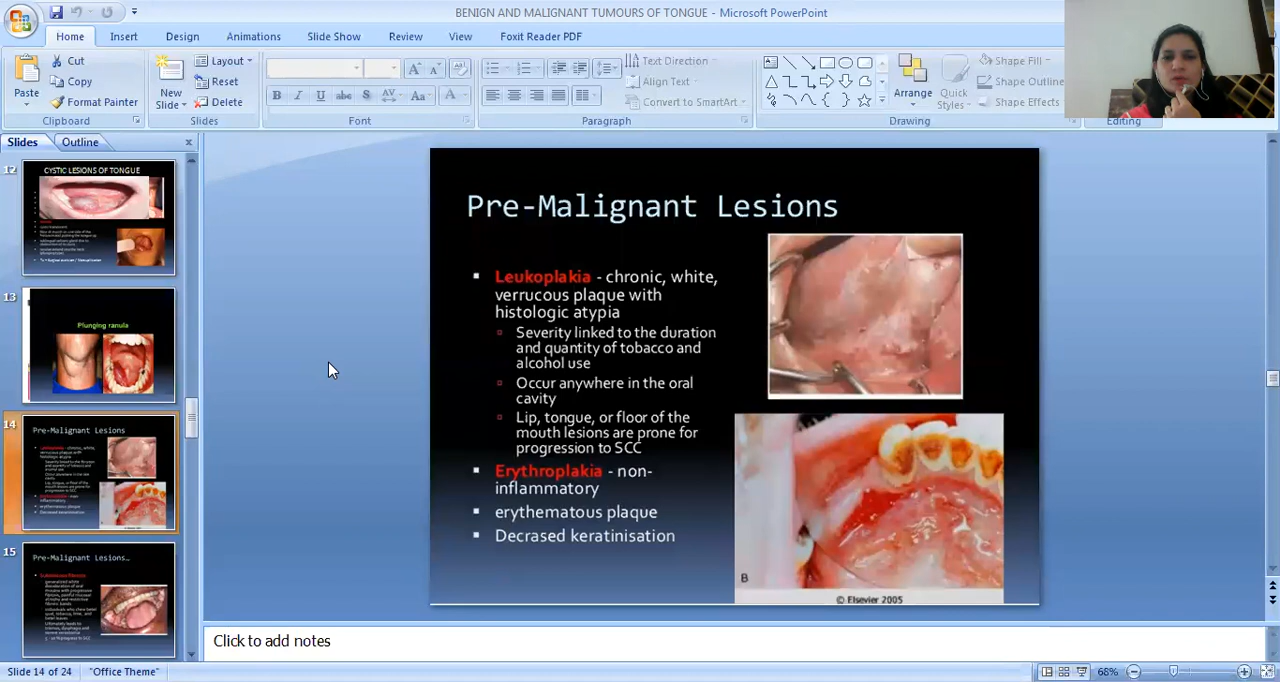 BENIGN AND MALIGNANT TUMOURS OF TONGUE - Microsoft PowerPoint
Home Insert Design Animations Slide Show Review View Foxit Reader PDF
Paste
Cut
Copy
Format Painter
Clipboard
New
Slide
Layout
Reset
Delete
Slides
B I U abc S AV Aa A
Font
Text Direction
Align Text
Convert to SmartArt
Paragraph
Arrange
Quick
Styles
Shape Fill
Shape Outline
Shape Effects
Drawing
Editing
Slides Outline
12
CYSTIC LESIONS OF TONGUE
13
Plunging ranula
14
Pre-Malignant Lesions
15
Pre-Malignant Lesions...
Pre-Malignant Lesions
Leukoplakia - chronic, white,
verrucous plaque with
histologic atypia
Severity linked to the duration
and quantity of tobacco and
alcohol use
Occur anywhere in the oral
cavity
Lip, tongue, or floor of the
mouth lesions are prone for
progression to SCC
Erythroplakia - non-
inflammatory
erythematous plaque
Decrased keratinisation
B
© Elsevier 2005
Click to add notes
Slide 14 of 24 "Office Theme" 68%